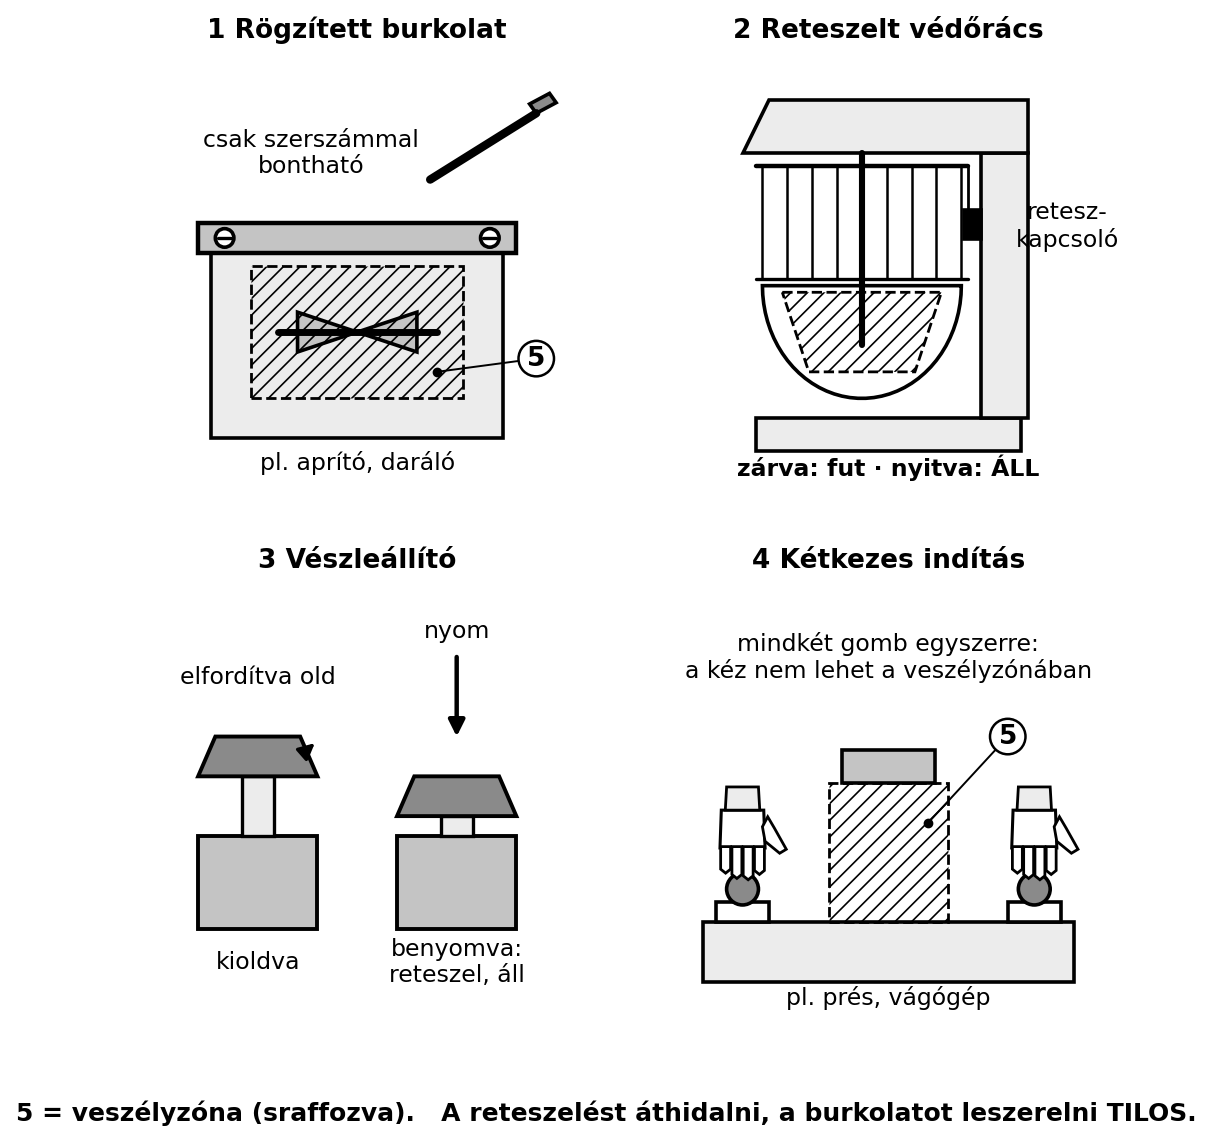 1 Rögzített burkolat
csak szerszámmal
bontható
5
pl. aprító, daráló
2 Reteszelt védőrács
retesz-
kapcsoló
zárva: fut · nyitva: ÁLL
3 Vészleállító
nyom
elfordítva old
kioldva
benyomva:
reteszel, áll
4 Kétkezes indítás
mindkét gomb egyszerre:
a kéz nem lehet a veszélyzónában
5
pl. prés, vágógép
5 = veszélyzóna (sraffozva).   A reteszelést áthidalni, a burkolatot leszerelni TILOS.